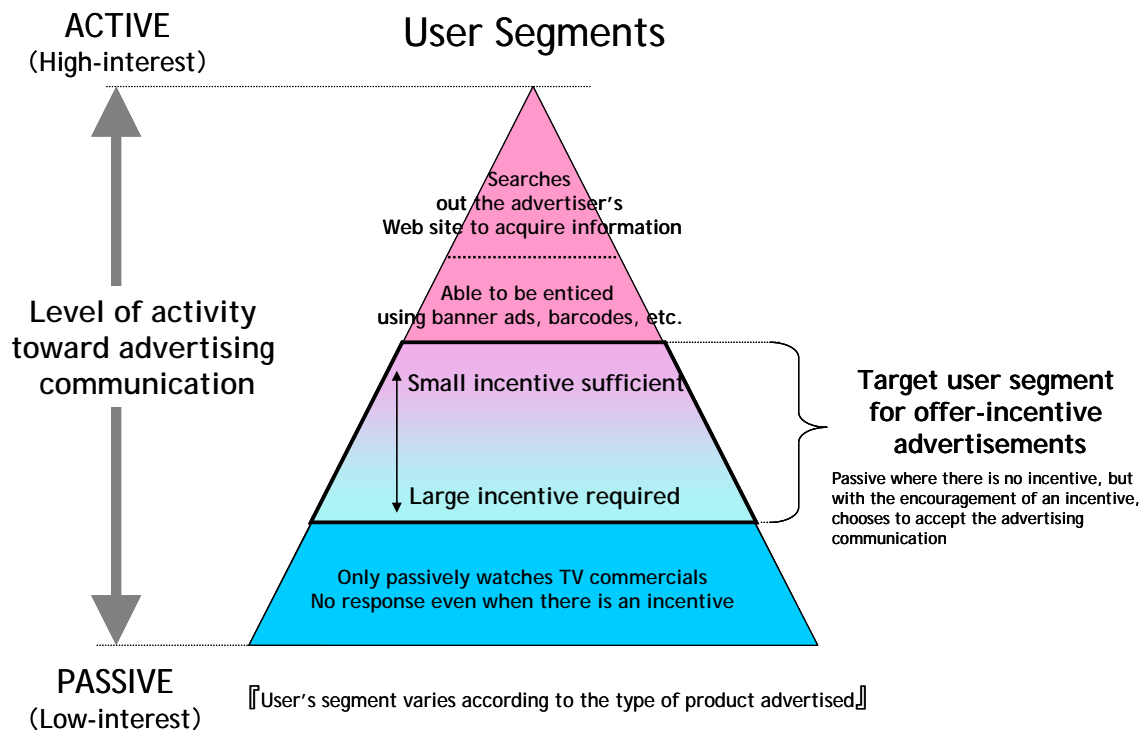 ACTIVE
（High-interest）
User Segments
Searches
out the advertiser's
Web site to acquire information
Able to be enticed
using banner ads, barcodes, etc.
Level of activity
toward advertising
communication
Small incentive sufficient
Large incentive required
Target user segment
for offer-incentive
advertisements
Passive where there is no incentive, but
with the encouragement of an incentive,
chooses to accept the advertising
communication
Only passively watches TV commercials
No response even when there is an incentive
PASSIVE
（Low-interest）
『User's segment varies according to the type of product advertised』